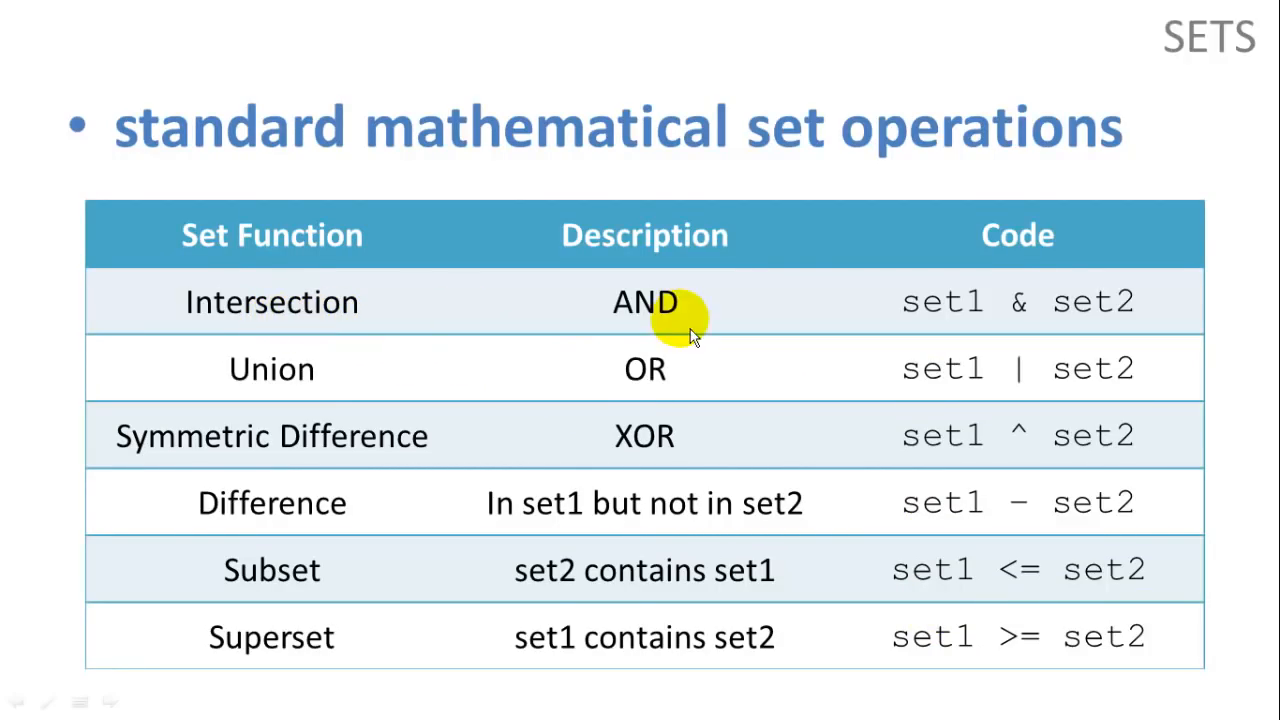 SETS
• standard mathematical set operations
Set Function Description Code
Intersection AND set1 & set2
Union OR set1 | set2
Symmetric Difference XOR set1 ^ set2
Difference In set1 but not in set2 set1 – set2
Subset set2 contains set1 set1 <= set2
Superset set1 contains set2 set1 >= set2